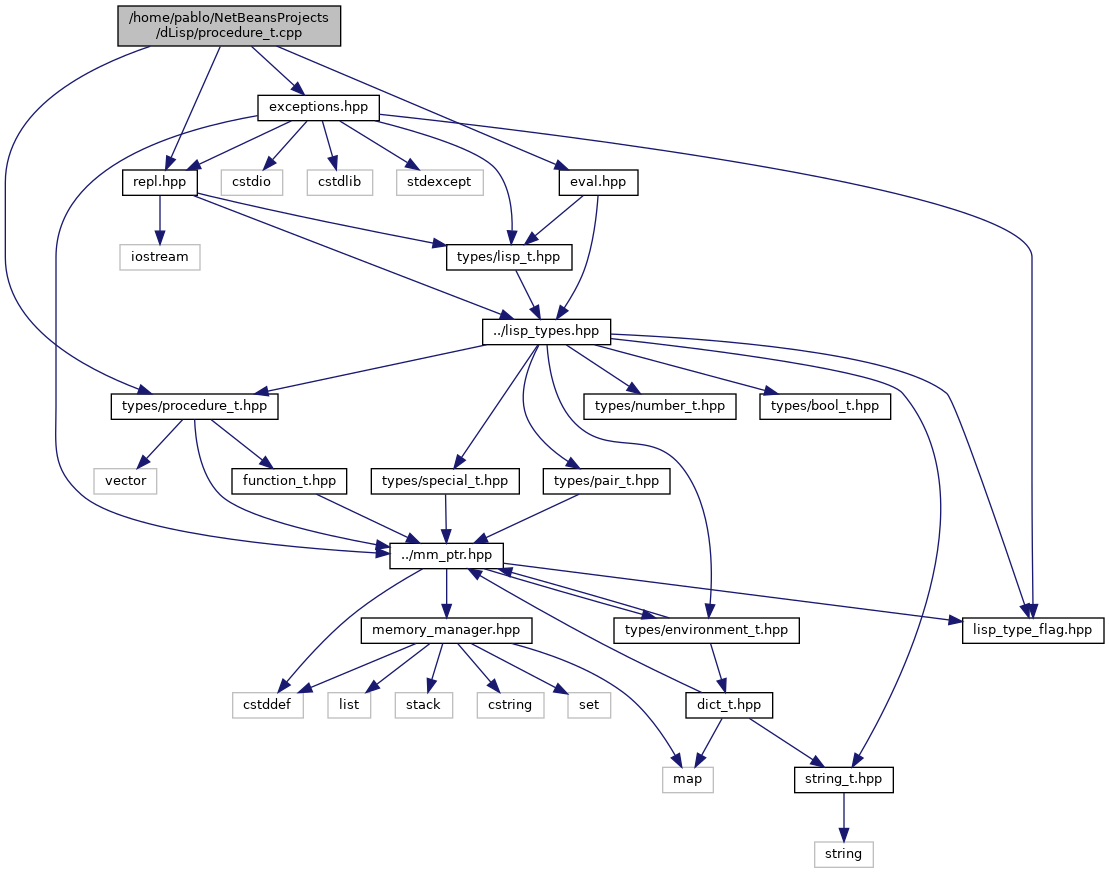 /home/pablo/NetBeansProjects
/dLisp/procedure_t.cpp
exceptions.hpp
repl.hpp
cstdio
cstdlib
stdexcept
eval.hpp
iostream
types/lisp_t.hpp
../lisp_types.hpp
types/procedure_t.hpp
types/number_t.hpp
types/bool_t.hpp
vector
function_t.hpp
types/special_t.hpp
types/pair_t.hpp
../mm_ptr.hpp
memory_manager.hpp
types/environment_t.hpp
lisp_type_flag.hpp
cstddef
list
stack
cstring
set
dict_t.hpp
map
string_t.hpp
string